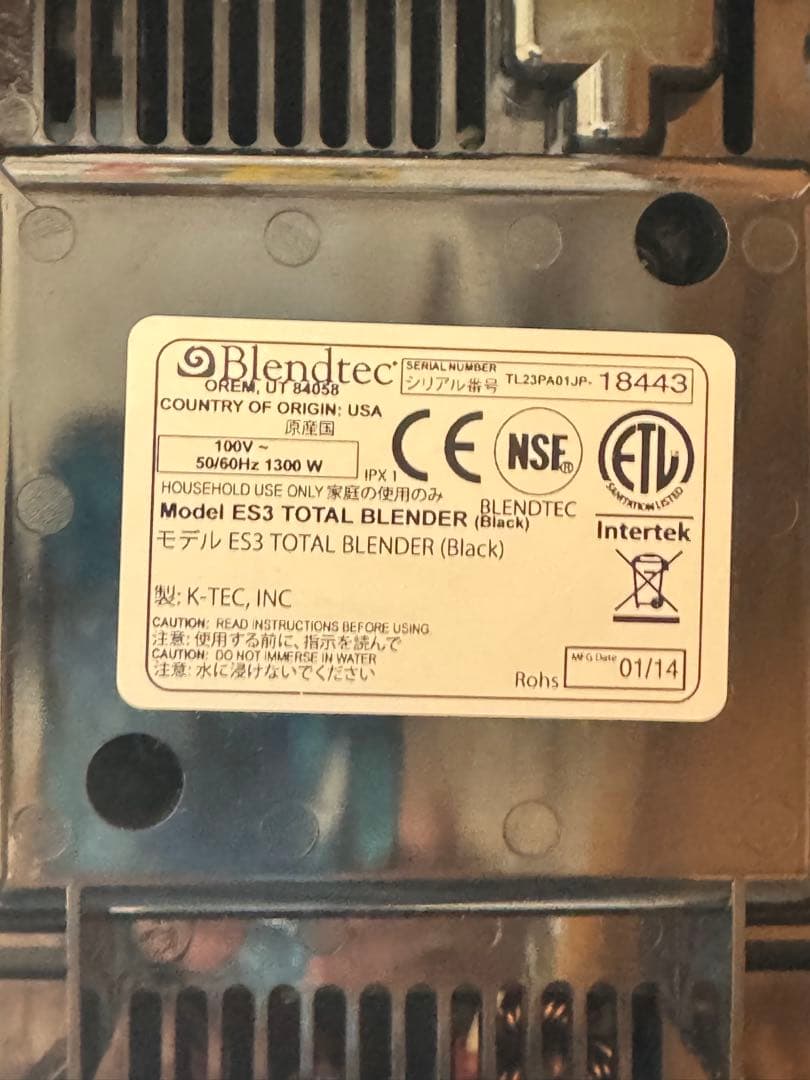 Blendtec
OREM, UT 84058
SERIAL NUMBER
シリアル番号 TL23PA01JP- 18443
COUNTRY OF ORIGIN: USA
原産国
100V ~
50/60Hz 1300 W
IPX 1
CE
NSF
LTD
BLENDTEC
ETL
SANITATION LISTED
Intertek
HOUSEHOLD USE ONLY 家庭の使用のみ
Model ES3 TOTAL BLENDER (Black)
モデル ES3 TOTAL BLENDER (Black)
製: K-TEC, INC
CAUTION: READ INSTRUCTIONS BEFORE USING
注意: 使用する前に、指示を読んで
CAUTION: DO NOT IMMERSE IN WATER
注意: 水に浸けないでください
Rohs
MFG Date 01/14